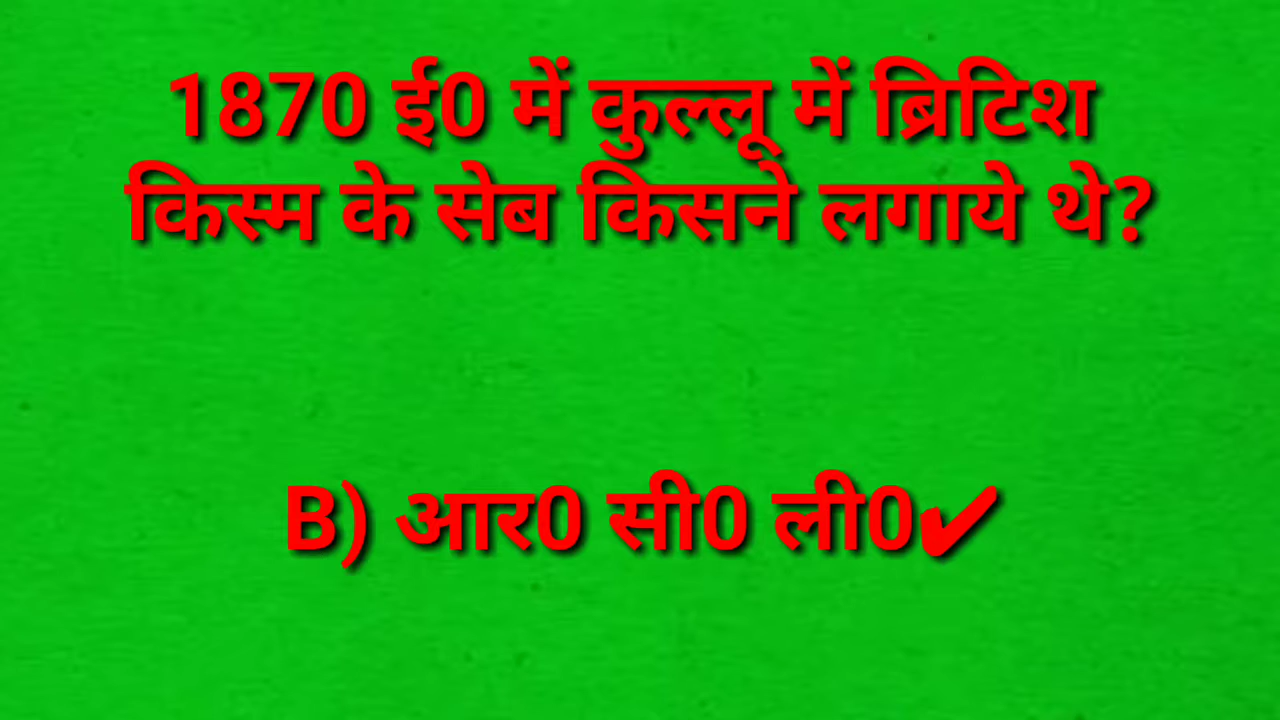 1870 ई0 में कुल्लू में ब्रिटिश
किस्म के सेब किसने लगाये थे?
B) आर0 सी0 ली0✔